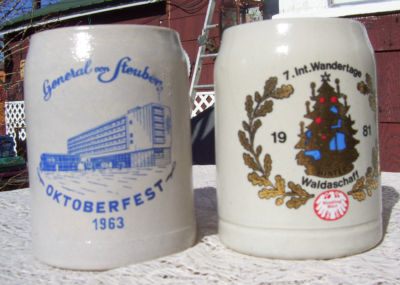 General von Steuben
OKTOBERFEST
1963
7. Int. Wandertage
19 81
Waldaschaff